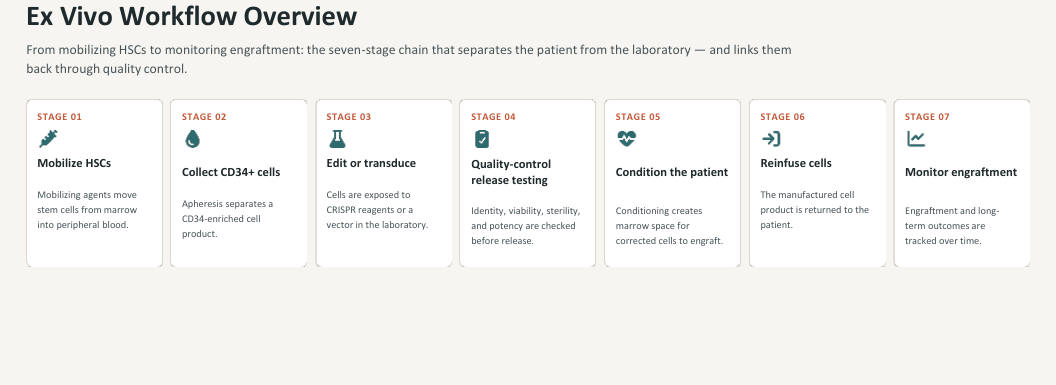 Ex Vivo Workflow Overview
From mobilizing HSCs to monitoring engraftment: the seven-stage chain that separates the patient from the laboratory — and links them
back through quality control.
STAGE 01
Mobilize HSCs
Mobilizing agents move
stem cells from marrow
into peripheral blood.
STAGE 02
Collect CD34+ cells
Apheresis separates a
CD34-enriched cell
product.
STAGE 03
Edit or transduce
Cells are exposed to
CRISPR reagents or a
vector in the laboratory.
STAGE 04
Quality-control
release testing
Identity, viability, sterility,
and potency are checked
before release.
STAGE 05
Condition the patient
Conditioning creates
marrow space for
corrected cells to engraft.
STAGE 06
Reinfuse cells
The manufactured cell
product is returned to the
patient.
STAGE 07
Monitor engraftment
Engraftment and long-
term outcomes are
tracked over time.